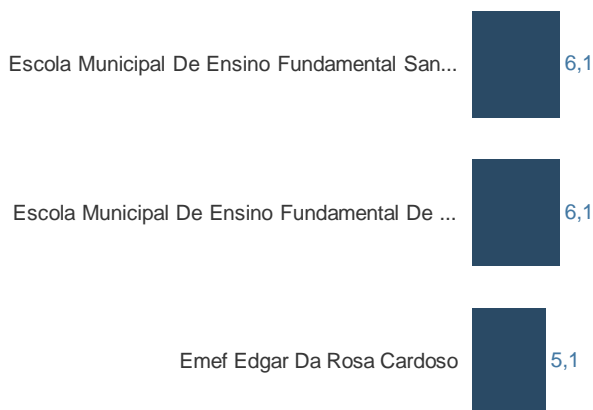 Escola Municipal De Ensino Fundamental San... 6,1
Escola Municipal De Ensino Fundamental De ... 6,1
Emef Edgar Da Rosa Cardoso 5,1